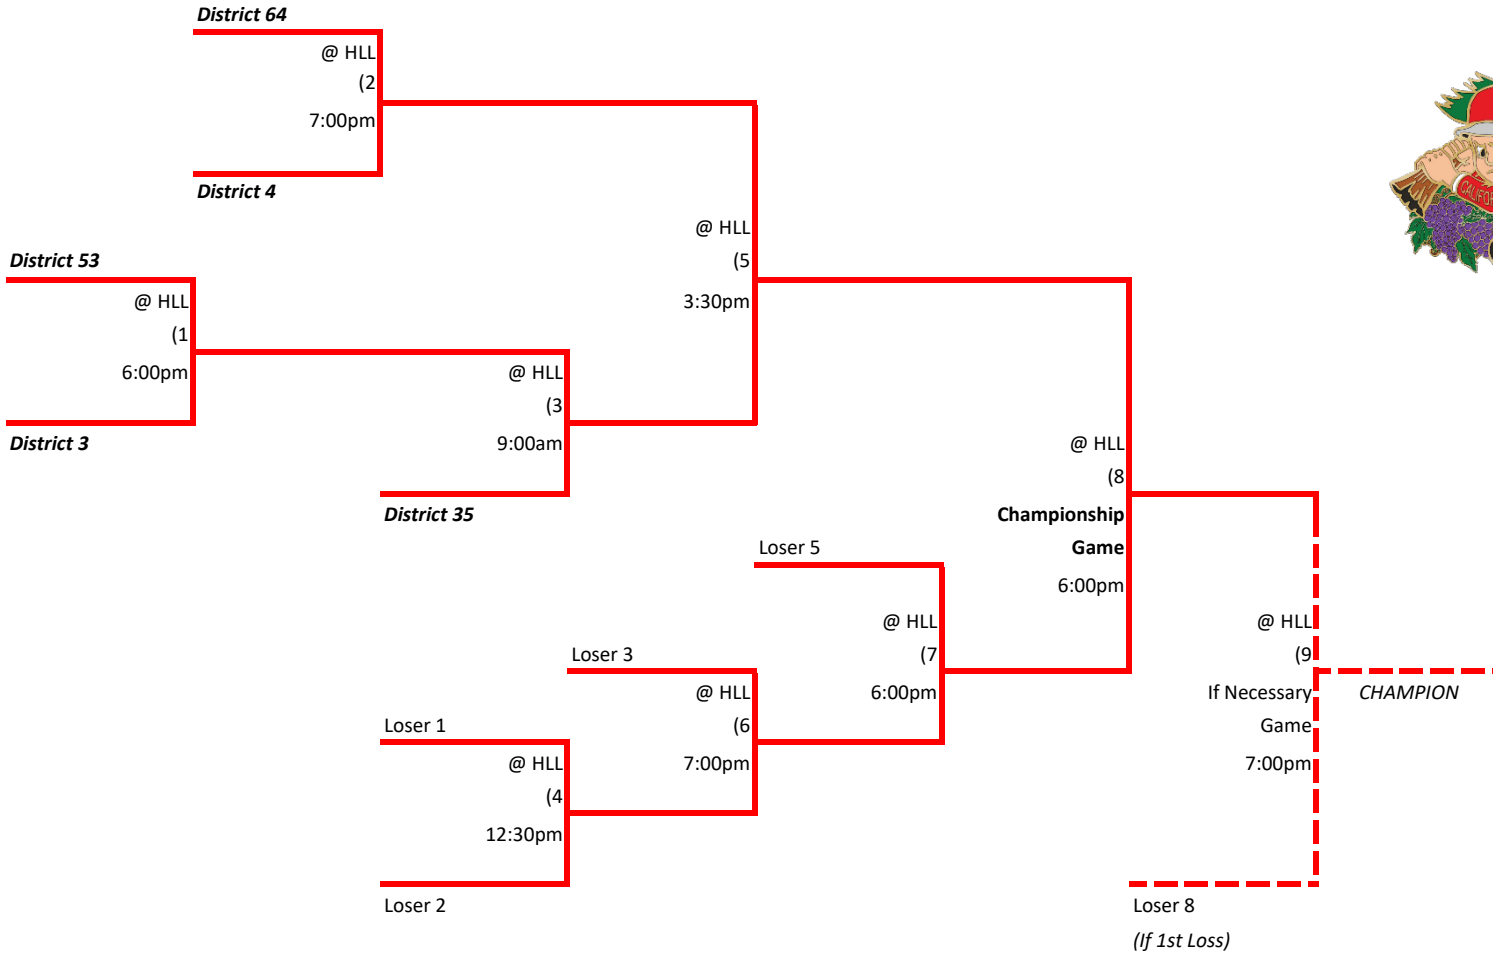 District 64
@ HLL
(2
7:00pm
District 4
@ HLL
(5
3:30pm
District 53
@ HLL
(1
6:00pm
District 3
@ HLL
(3
9:00am
District 35
@ HLL
(8
Championship
Game
6:00pm
Loser 5
@ HLL
(7
6:00pm
Loser 3
@ HLL
(6
7:00pm
Loser 1
@ HLL
(4
12:30pm
Loser 2
@ HLL
(9
If Necessary
Game
7:00pm
CHAMPION
Loser 8
(If 1st Loss)